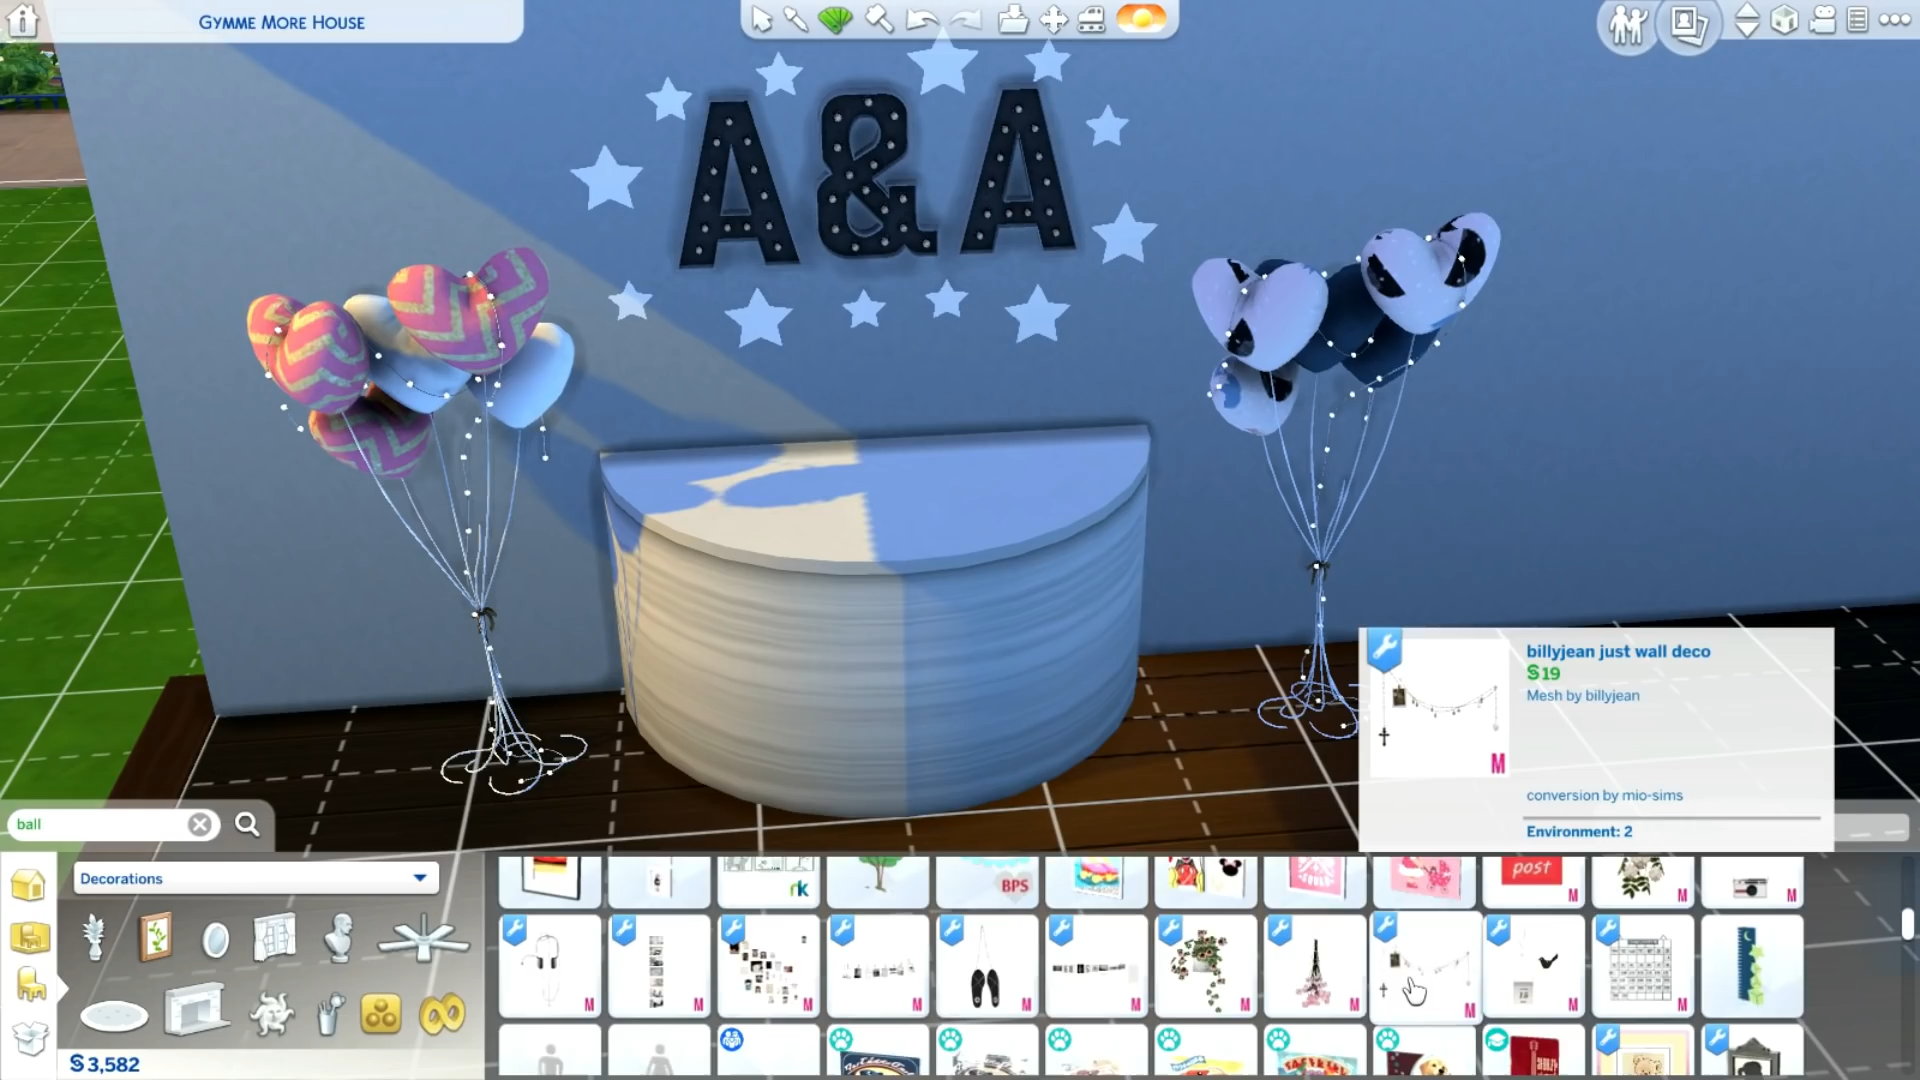 GYMME MORE HOUSE
A&A
billyjean just wall deco
§19
Mesh by billyjean
M
conversion by mio-sims
Environment: 2
ball
Decorations
rk
BPS
post
M
M
M
M
M
M
M
M
M
M
M
M
M
M
§3,582